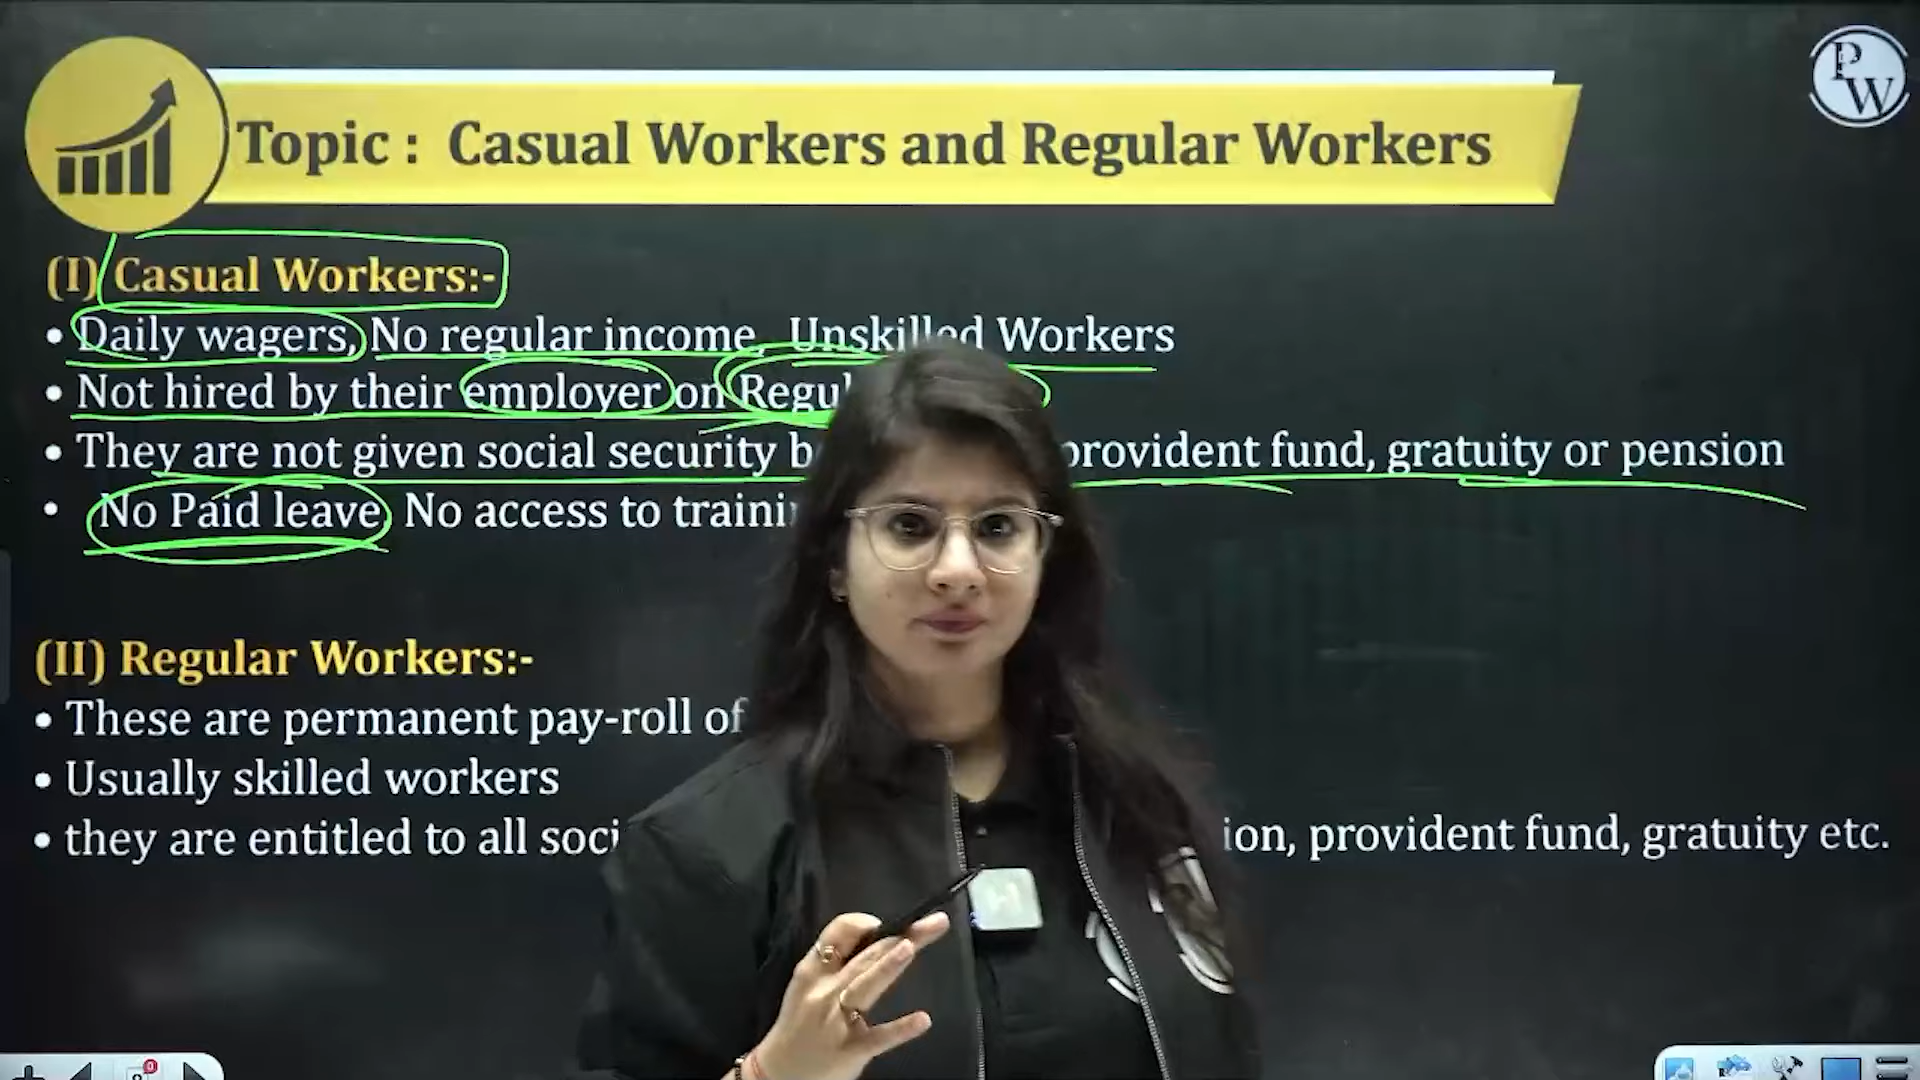 PW
Topic : Casual Workers and Regular Workers
(I) Casual Workers:-
• Daily wagers, No regular income, Unskilled Workers
• Not hired by their employer on
• They are not given social security provident fund, gratuity or pension
• No Paid leave, No access to
(II) Regular Workers:-
• These are permanent pay-roll of
• Usually skilled workers
• they are entitled to all provident fund, gratuity etc.